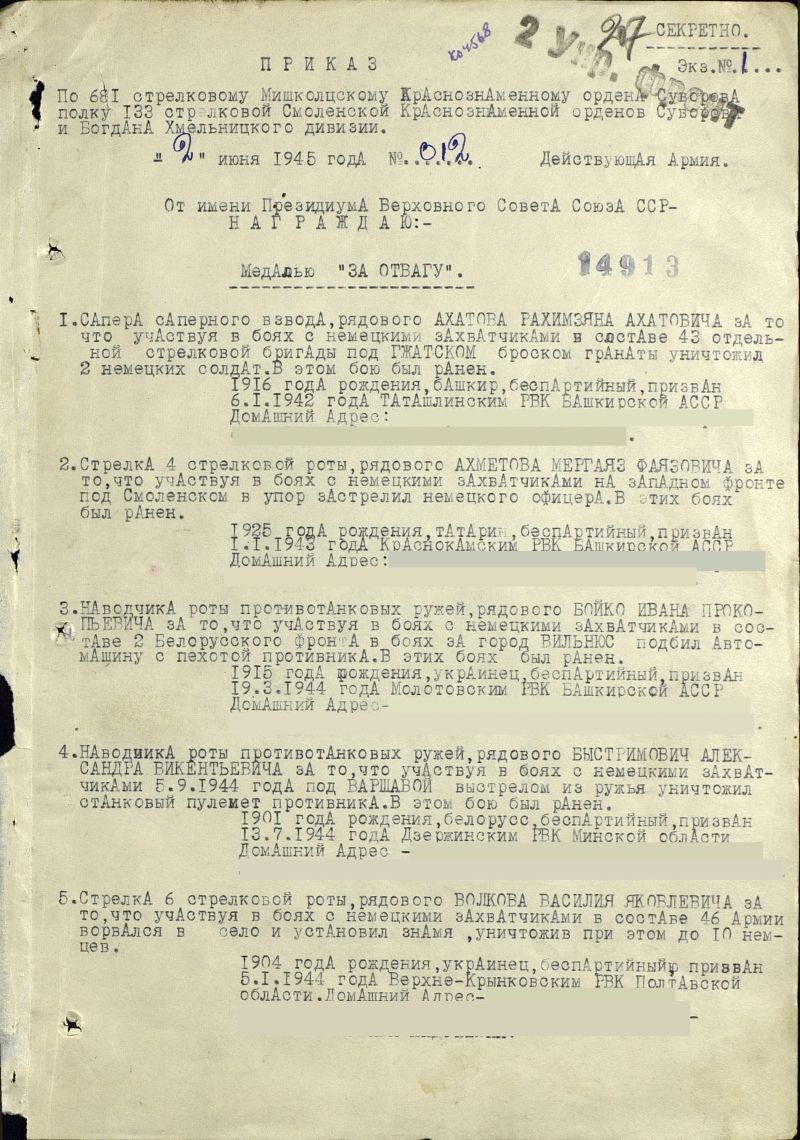 Ко4568
27 СЕКРЕТНО.
2 Укр. Фронт
П Р И К А З Экз.№.1...
По 681 стрелковому Мишколцскому Краснознаменному ордена Суворова
полку 133 стрелковой Смоленской Краснознаменной орденов Суворова
и Богдана Хмельницкого дивизии.
"2" июня 1945 года №..012.. Действующая Армия.
От имени Президиума Верховного Совета Союза ССР-
Н А Г Р А Ж Д А Ю:-
14913
Медалью "ЗА ОТВАГУ".
1.Сапера саперного взвода,рядового АХАТОВА РАХИМЗЯНА АХАТОВИЧА за то
что участвуя в боях с немецкими захватчиками в составе 43 отдель-
ной стрелковой бригады под ГЖАТСКОМ броском гранаты уничтожил
2 немецких солдат.В этом бою был ранен.
1916 года рождения,башкир,беспартийный,призван
6.1.1942 года ТАТАШЛИНСКИМ РВК Башкирской АССР
Домашний Адрес:
2.Стрелка 4 стрелковой роты,рядового АХМЕТОВА МЕРГАЯЗ ФАЯЗОВИЧА за
то,что участвуя в боях с немецкими захватчиками на западном фронте
под Смоленском в упор застрелил немецкого офицера.В этих боях
был ранен.
1925 года рождения,татарин,беспартийный,призван
1.1.1943 года Краснокамским РВК Башкирской АССР
Домашний Адрес:
3.Наводчика роты противотанковых ружей,рядового БОЙКО ИВАНА ПРОКО-
ПЬЕВИЧА за то,что участвуя в боях с немецкими захватчиками в сос-
таве 2 Белорусского фронта в боях за город ВИЛЬНЮС подбил авто-
машину с пехотой противника.В этих боях был ранен.
1915 года рождения,украинец,беспартийный,призван
19.3.1944 года Молотовским РВК Башкирской АССР
Домашний Адрес-
4.Наводчика роты противотанковых ружей,рядового БЫСТРИМОВИЧ АЛЕК-
САНДРА ВИКЕНТЬЕВИЧА за то,что участвуя в боях с немецкими захват-
чиками 5.9.1944 года под ВАРШАВОЙ выстрелом из ружья уничтожил
станковый пулемет противника.В этом бою был ранен.
1901 года рождения,белорусс,беспартийный,призван
13.7.1944 года Дзержинским РВК Минской области
Домашний Адрес -
5.Стрелка 6 стрелковой роты,рядового ВОЛКОВА ВАСИЛИЯ ЯКОВЛЕВИЧА за
то,что участвуя в боях с немецкими захватчиками в составе 46 Армии
ворвался в село и установил знамя ,уничтожив при этом до 10 нем-
цев.
1904 года рождения,украинец,беспартийный, призван
5.1.1944 года Верхне-Крынковским РВК Полтавской
области.Домашний Адрес-